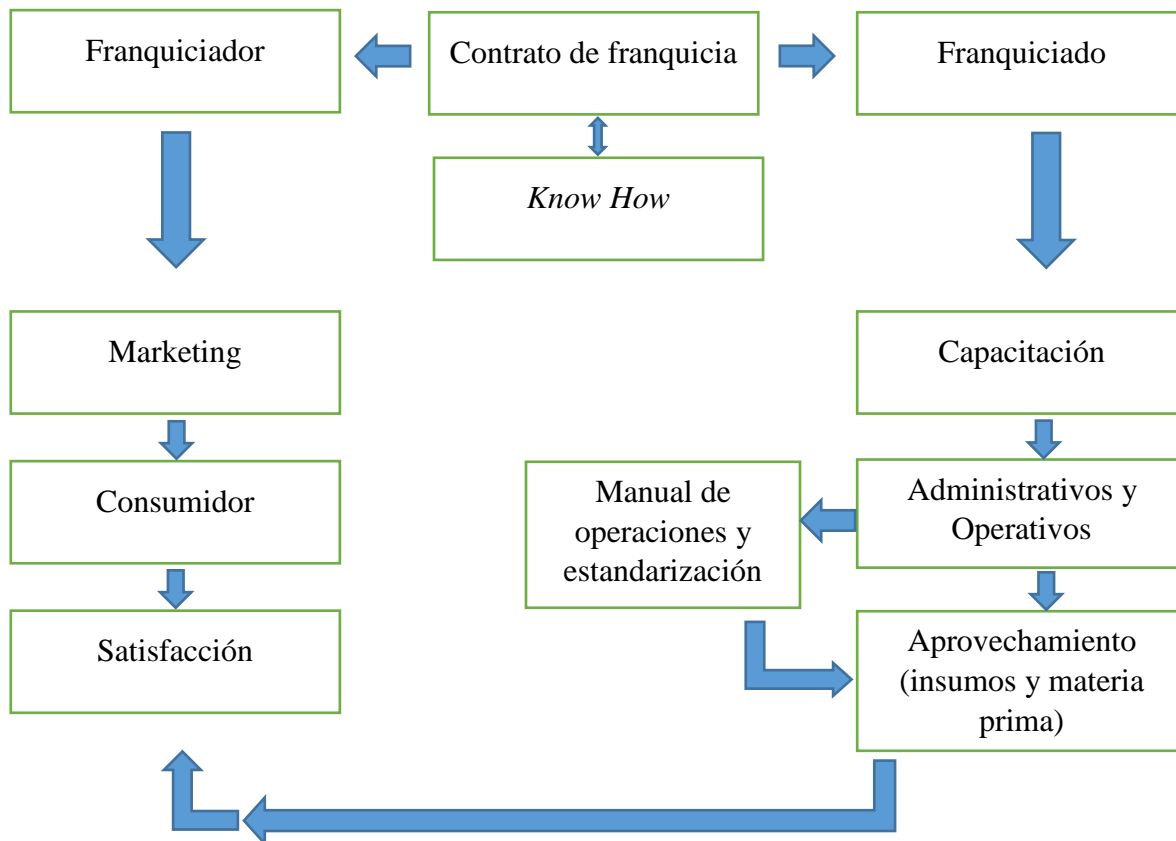 Franquiciador
Contrato de franquicia
Franquiciado
Know How
Marketing
Capacitación
Consumidor
Manual de
operaciones y
estandarización
Administrativos y
Operativos
Satisfacción
Aprovechamiento
(insumos y materia
prima)